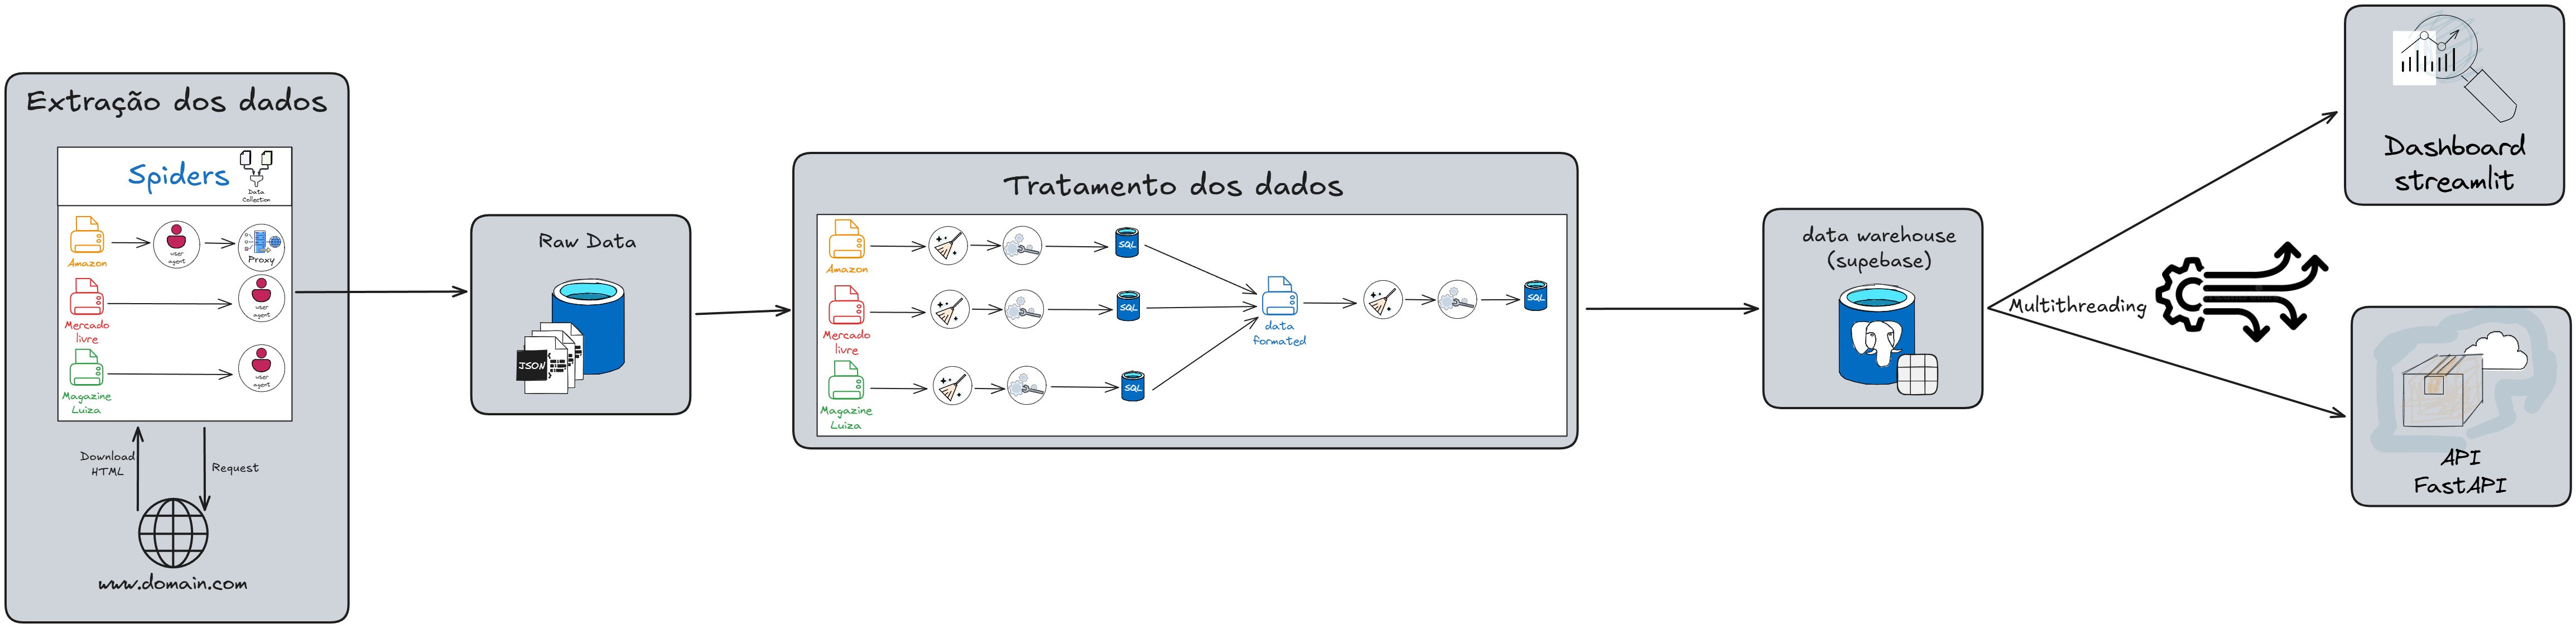 Extração dos dados
Spiders
Data
Collection
Amazon
user
agent
Proxy
Mercado
livre
user
agent
Magazine
Luiza
user
agent
Download
HTML
Request
www.domain.com
Raw Data
JSON
Tratamento dos dados
Amazon
SQL
Mercado
livre
SQL
Magazine
Luiza
SQL
data
formated
SQL
data warehouse
(supebase)
Multithreading
Dashboard
streamlit
API
FastAPI